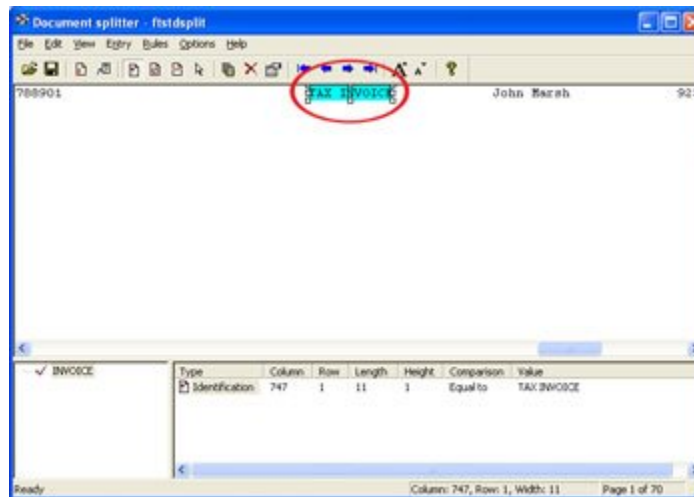 Document splitter - ftstdsplit
File Edit View Entry Rules Options Help
788901 TAX INVOICE John Marsh 92
INVOICE
Type Column Row Length Height Comparison Value
Identification 747 1 11 1 Equal to TAX INVOICE
Ready Column: 747, Row: 1, Width: 11 Page 1 of 70